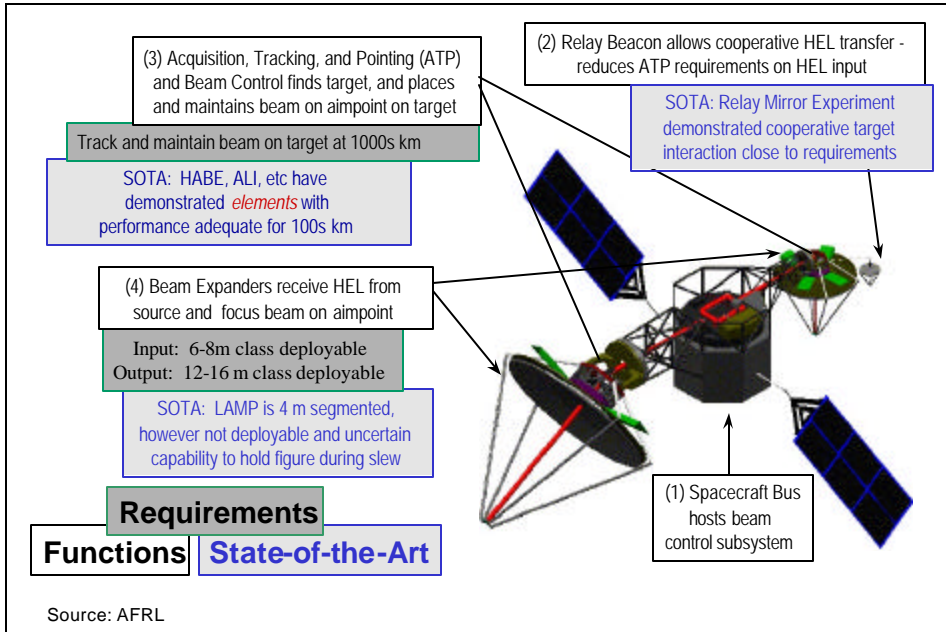 (3) Acquisition, Tracking, and Pointing (ATP)
and Beam Control finds target, and places
and maintains beam on aimpoint on target
Track and maintain beam on target at 1000s km
SOTA: HABE, ALI, etc have
demonstrated elements with
performance adequate for 100s km
(2) Relay Beacon allows cooperative HEL transfer -
reduces ATP requirements on HEL input
SOTA: Relay Mirror Experiment
demonstrated cooperative target
interaction close to requirements
(4) Beam Expanders receive HEL from
source and focus beam on aimpoint
Input: 6-8m class deployable
Output: 12-16 m class deployable
SOTA: LAMP is 4 m segmented,
however not deployable and uncertain
capability to hold figure during slew
(1) Spacecraft Bus
hosts beam
control subsystem
Requirements
Functions State-of-the-Art
Source: AFRL